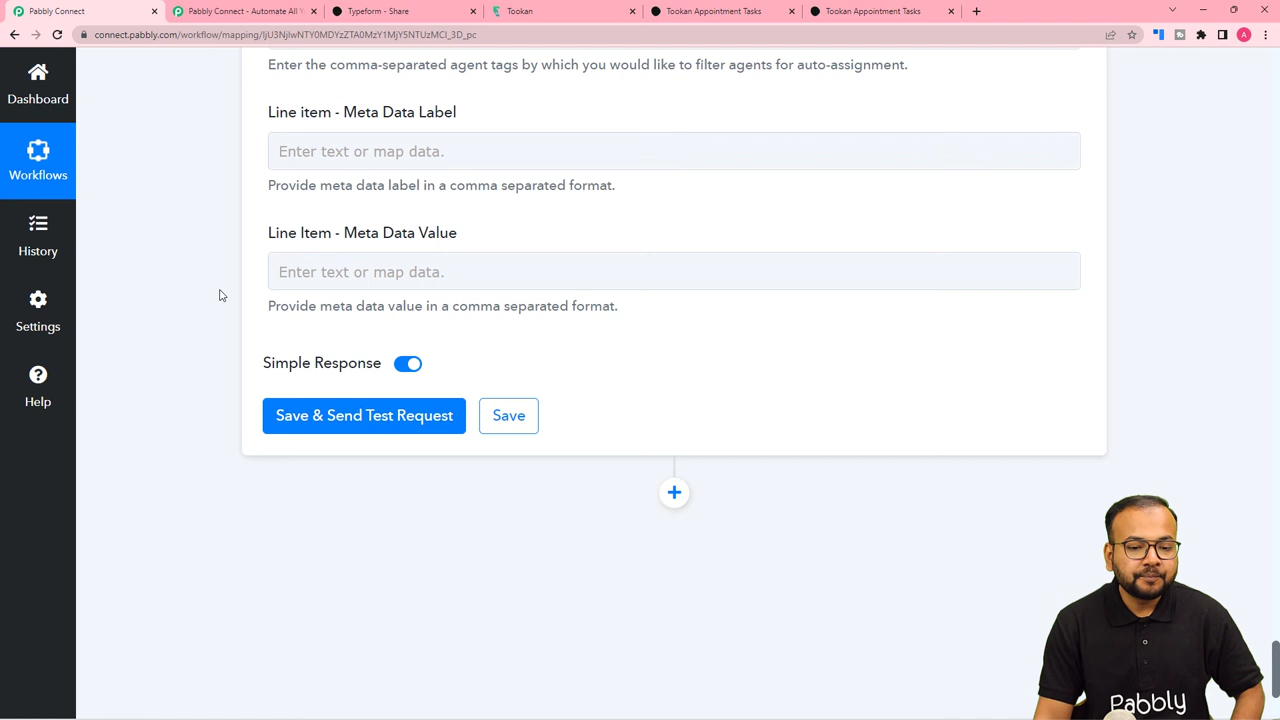 Pabbly Connect
Pabbly Connect - Automate All Y
Typeform - Share
Tookan
Tookan Appointment Tasks
Tookan Appointment Tasks
connect.pabbly.com/workflow/mapping/IjU3NjIwNTY0MDYzZTA0MzY1MjY5NTUzMCI_3D_pc
A
Dashboard
Workflows
History
Settings
Help
Enter the comma-separated agent tags by which you would like to filter agents for auto-assignment.
Line item - Meta Data Label
Enter text or map data.
Provide meta data label in a comma separated format.
Line Item - Meta Data Value
Enter text or map data.
Provide meta data value in a comma separated format.
Simple Response
Save & Send Test Request
Save
Pabbly